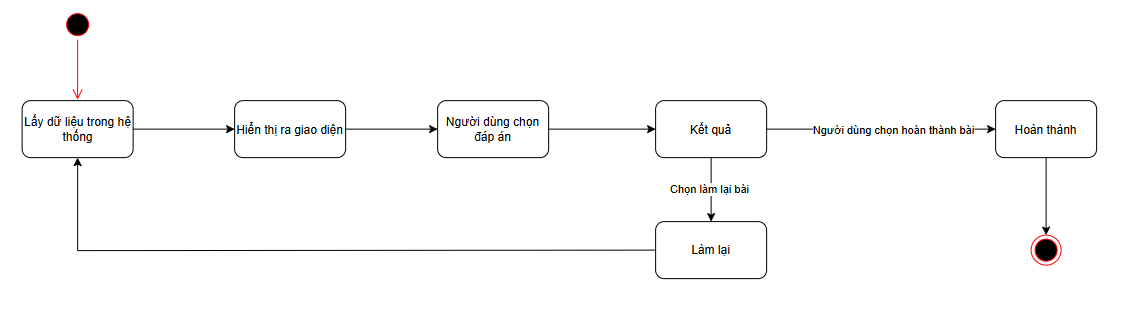 Lấy dữ liệu trong hệ
thống
Hiển thị ra giao diện
Người dùng chọn
đáp án
Kết quả
Người dùng chọn hoàn thành bài
Hoàn thành
Chọn làm lại bài
Làm lại